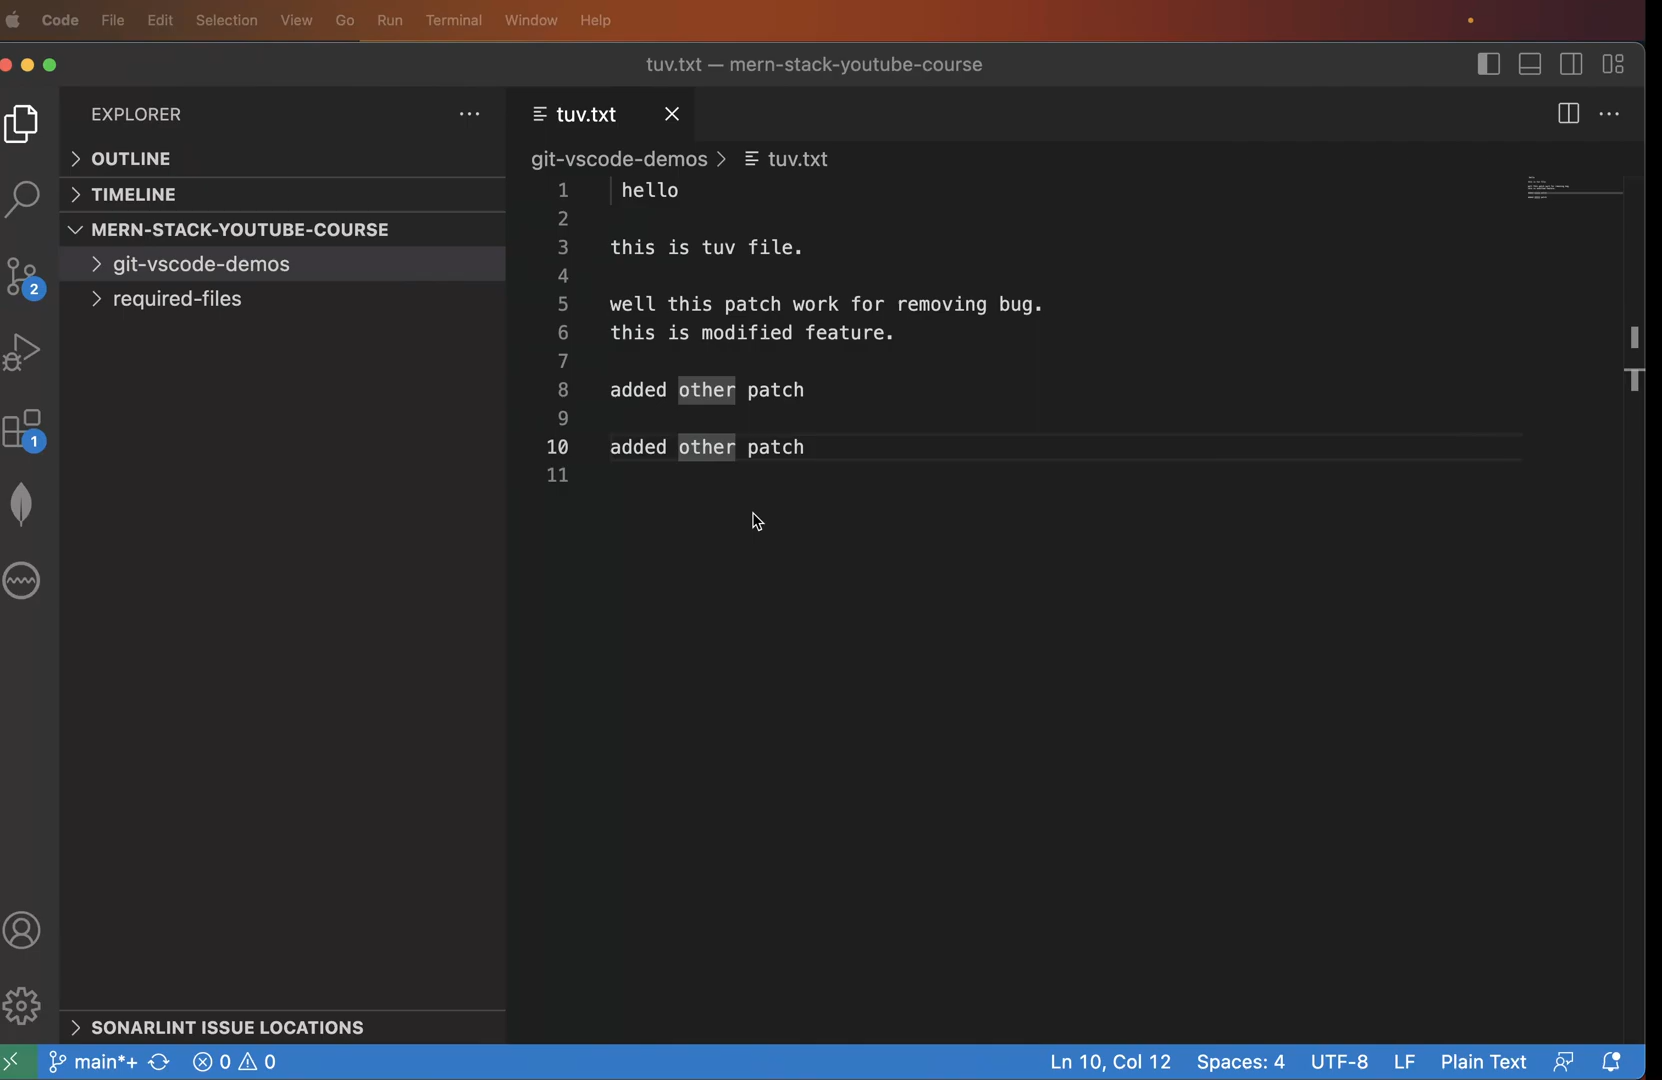 Code File Edit Selection View Go Run Terminal Window Help
tuv.txt — mern-stack-youtube-course
EXPLORER
OUTLINE
TIMELINE
MERN-STACK-YOUTUBE-COURSE
git-vscode-demos
required-files
2
1
SONARLINT ISSUE LOCATIONS
tuv.txt
git-vscode-demos > tuv.txt
1 hello
2
3 this is tuv file.
4
5 well this patch work for removing bug.
6 this is modified feature.
7
8 added other patch
9
10 added other patch
11
main*+ 0 0 Ln 10, Col 12 Spaces: 4 UTF-8 LF Plain Text